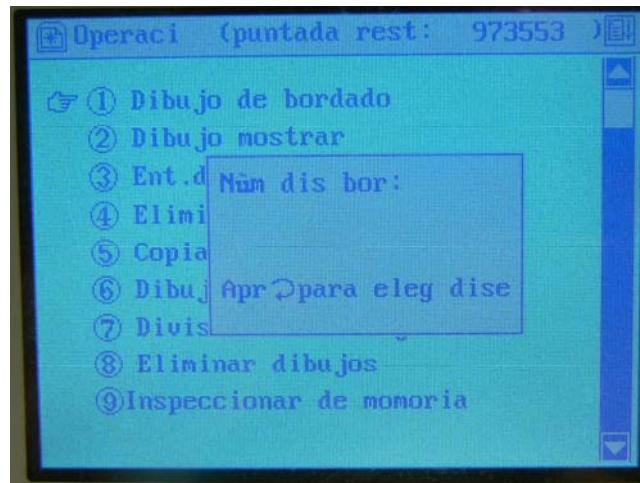 Operaci (puntada rest: 973553 )
① Dibujo de bordado
② Dibujo mostrar
③ Ent.d
④ Elimi
⑤ Copia
⑥ Dibuj
⑦ Divis
⑧ Eliminar dibujos
⑨Inspeccionar de momoria
Nùm dis bor:
Apr para eleg dise